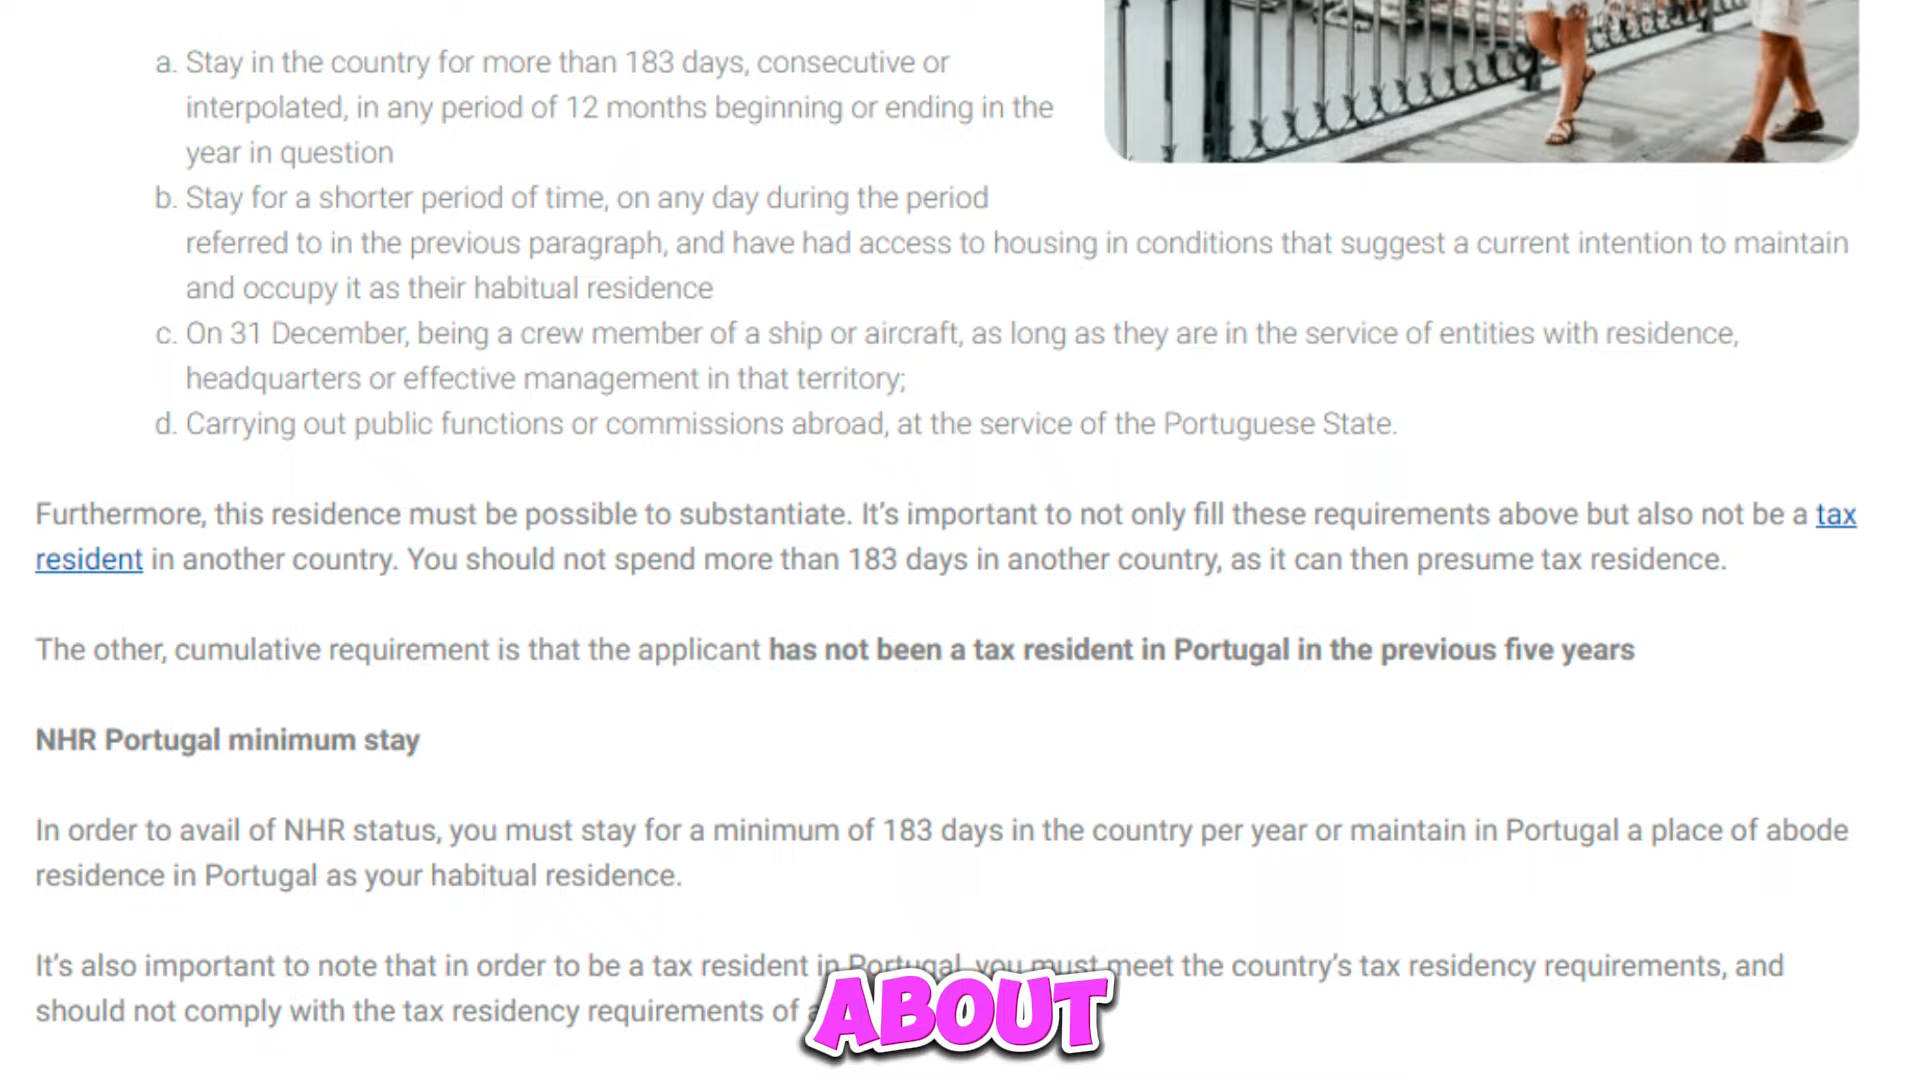 a. Stay in the country for more than 183 days, consecutive or
interpolated, in any period of 12 months beginning or ending in the
year in question
b. Stay for a shorter period of time, on any day during the period
referred to in the previous paragraph, and have had access to housing in conditions that suggest a current intention to maintain
and occupy it as their habitual residence
c. On 31 December, being a crew member of a ship or aircraft, as long as they are in the service of entities with residence,
headquarters or effective management in that territory;
d. Carrying out public functions or commissions abroad, at the service of the Portuguese State.
Furthermore, this residence must be possible to substantiate. It's important to not only fill these requirements above but also not be a tax
resident in another country. You should not spend more than 183 days in another country, as it can then presume tax residence.
The other, cumulative requirement is that the applicant has not been a tax resident in Portugal in the previous five years
NHR Portugal minimum stay
In order to avail of NHR status, you must stay for a minimum of 183 days in the country per year or maintain in Portugal a place of abode
residence in Portugal as your habitual residence.
It's also important to note that in order to be a tax resident in Portugal, you must meet the country's tax residency requirements, and
should not comply with the tax residency requirements of
ABOUT